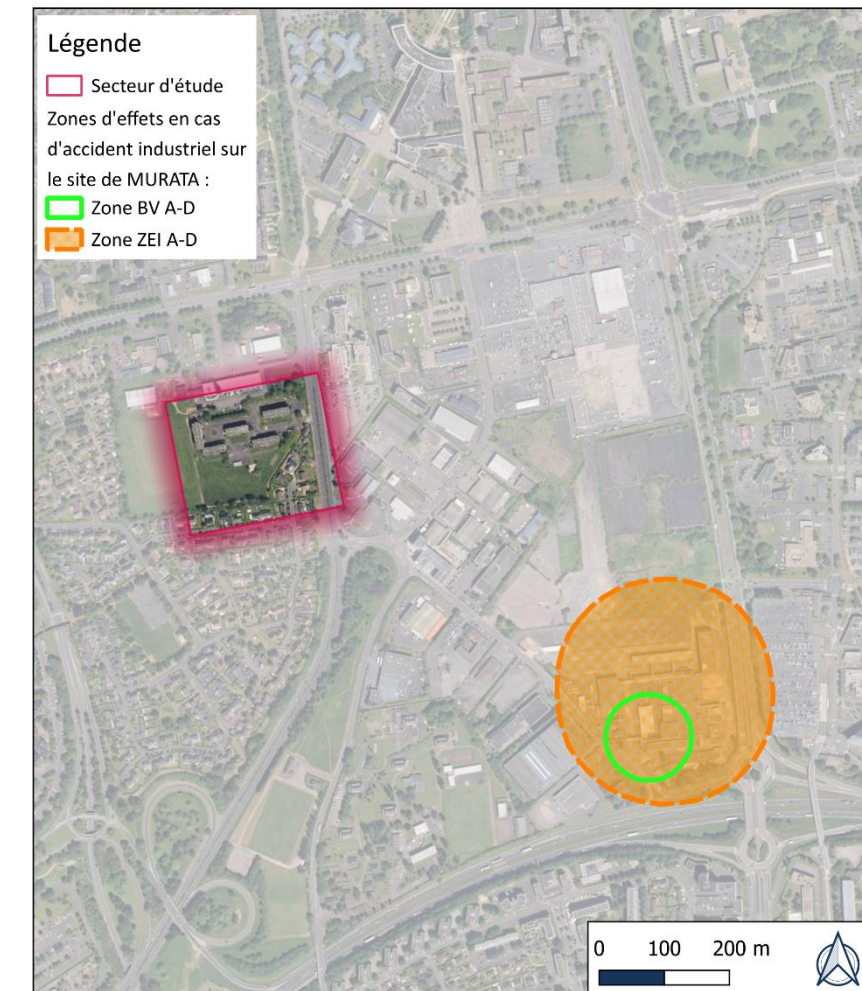 Légende
Secteur d'étude
Zones d'effets en cas
d'accident industriel sur
le site de MURATA :
Zone BV A-D
Zone ZEI A-D
0 100 200 m